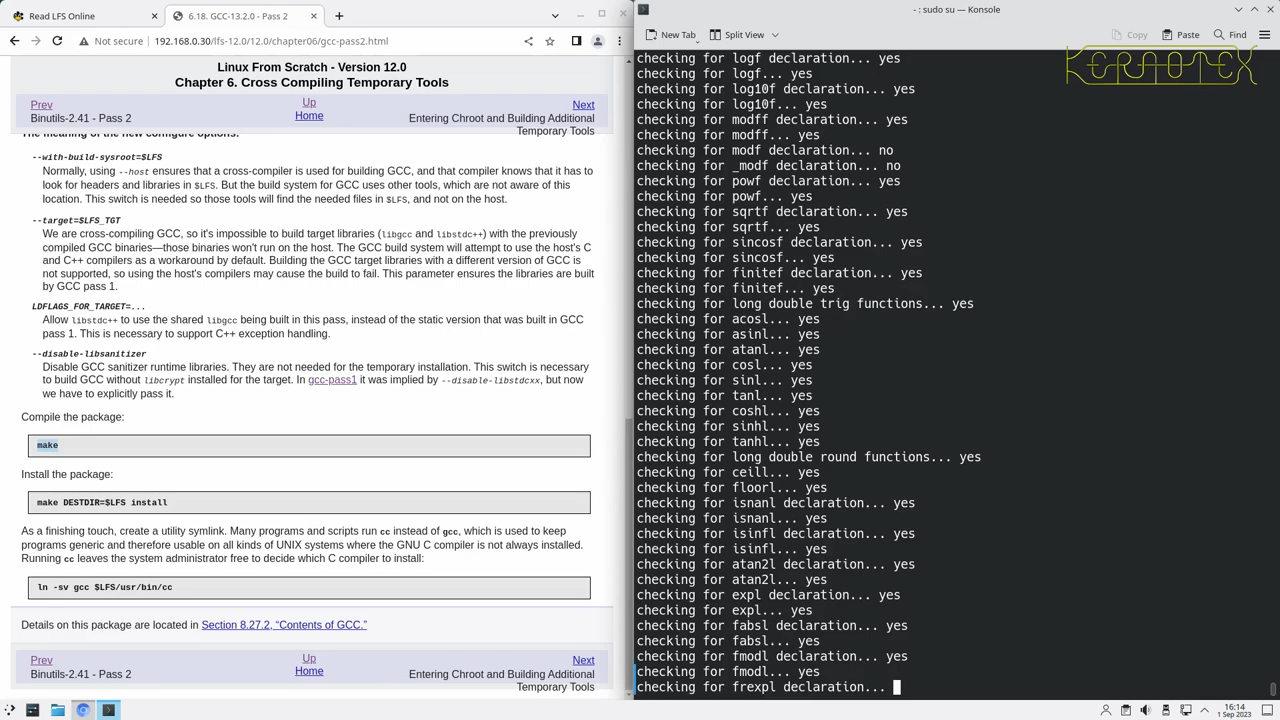 Read LFS Online
6.18. GCC-13.2.0 - Pass 2
Not secure
192.168.0.30/lfs-12.0/12.0/chapter06/gcc-pass2.html
Linux From Scratch - Version 12.0
Chapter 6. Cross Compiling Temporary Tools
Prev
Up
Next
Binutils-2.41 - Pass 2
Home
Entering Chroot and Building Additional
Temporary Tools
The meaning of the new configure options:
--with-build-sysroot=$LFS
Normally, using --host ensures that a cross-compiler is used for building GCC, and that compiler knows that it has to
look for headers and libraries in $LFS. But the build system for GCC uses other tools, which are not aware of this
location. This switch is needed so those tools will find the needed files in $LFS, and not on the host.
--target=$LFS_TGT
We are cross-compiling GCC, so it's impossible to build target libraries (libgcc and libstdc++) with the previously
compiled GCC binaries—those binaries won't run on the host. The GCC build system will attempt to use the host's C
and C++ compilers as a workaround by default. Building the GCC target libraries with a different version of GCC is
not supported, so using the host's compilers may cause the build to fail. This parameter ensures the libraries are built
by GCC pass 1.
LDFLAGS_FOR_TARGET=...
Allow libstdc++ to use the shared libgcc being built in this pass, instead of the static version that was built in GCC
pass 1. This is necessary to support C++ exception handling.
--disable-libsanitizer
Disable GCC sanitizer runtime libraries. They are not needed for the temporary installation. This switch is necessary
to build GCC without libcrypt installed for the target. In gcc-pass1 it was implied by --disable-libstdcxx, but now
we have to explicitly pass it.
Compile the package:
make
Install the package:
make DESTDIR=$LFS install
As a finishing touch, create a utility symlink. Many programs and scripts run cc instead of gcc, which is used to keep
programs generic and therefore usable on all kinds of UNIX systems where the GNU C compiler is not always installed.
Running cc leaves the system administrator free to decide which C compiler to install:
ln -sv gcc $LFS/usr/bin/cc
Details on this package are located in Section 8.27.2, “Contents of GCC.”
Prev
Up
Next
Binutils-2.41 - Pass 2
Home
Entering Chroot and Building Additional
Temporary Tools
- : sudo su — Konsole
New Tab
Split View
Copy
Paste
Find
KERNOTEX
checking for logf declaration... yes
checking for logf... yes
checking for log10f declaration... yes
checking for log10f... yes
checking for modff declaration... yes
checking for modff... yes
checking for modf declaration... no
checking for _modf declaration... no
checking for powf declaration... yes
checking for powf... yes
checking for sqrtf declaration... yes
checking for sqrtf... yes
checking for sincosf declaration... yes
checking for sincosf... yes
checking for finitef declaration... yes
checking for finitef... yes
checking for long double trig functions... yes
checking for acosl... yes
checking for asinl... yes
checking for atanl... yes
checking for cosl... yes
checking for sinl... yes
checking for tanl... yes
checking for coshl... yes
checking for sinhl... yes
checking for tanhl... yes
checking for long double round functions... yes
checking for ceill... yes
checking for floorl... yes
checking for isnanl declaration... yes
checking for isnanl... yes
checking for isinfl declaration... yes
checking for isinfl... yes
checking for atan2l declaration... yes
checking for atan2l... yes
checking for expl declaration... yes
checking for expl... yes
checking for fabsl declaration... yes
checking for fabsl... yes
checking for fmodl declaration... yes
checking for fmodl... yes
checking for frexpl declaration...
16:14
1 Sep 2023